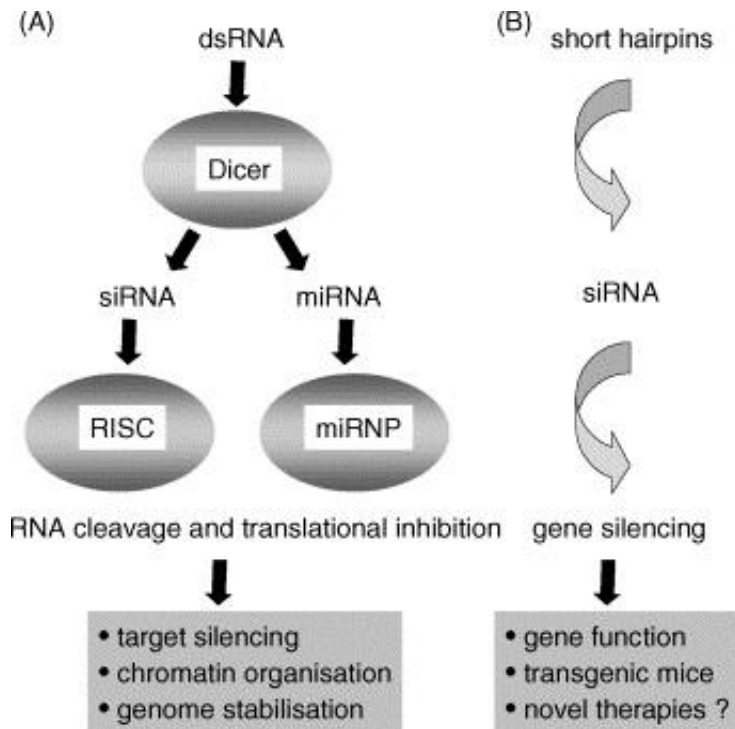 (A)
dsRNA
Dicer
siRNA
miRNA
RISC
miRNP
RNA cleavage and translational inhibition
• target silencing
• chromatin organisation
• genome stabilisation
(B)
short hairpins
siRNA
gene silencing
• gene function
• transgenic mice
• novel therapies ?